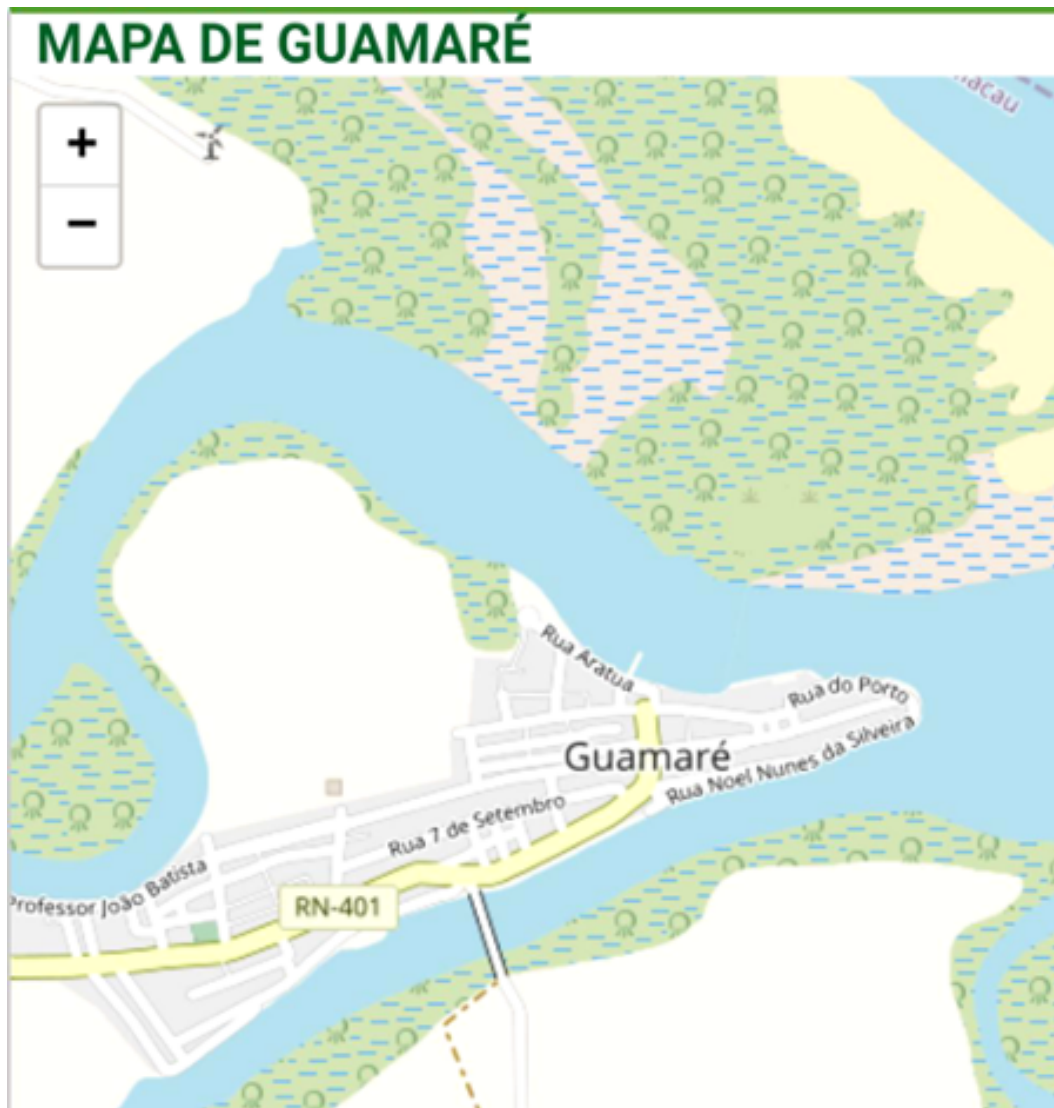 MAPA DE GUAMARÉ
+
−
nacau
Rua Aratua
Rua do Porto
Guamaré
Rua Noel Nunes da Silveira
Rua 7 de Setembro
Professor João Batista
RN-401